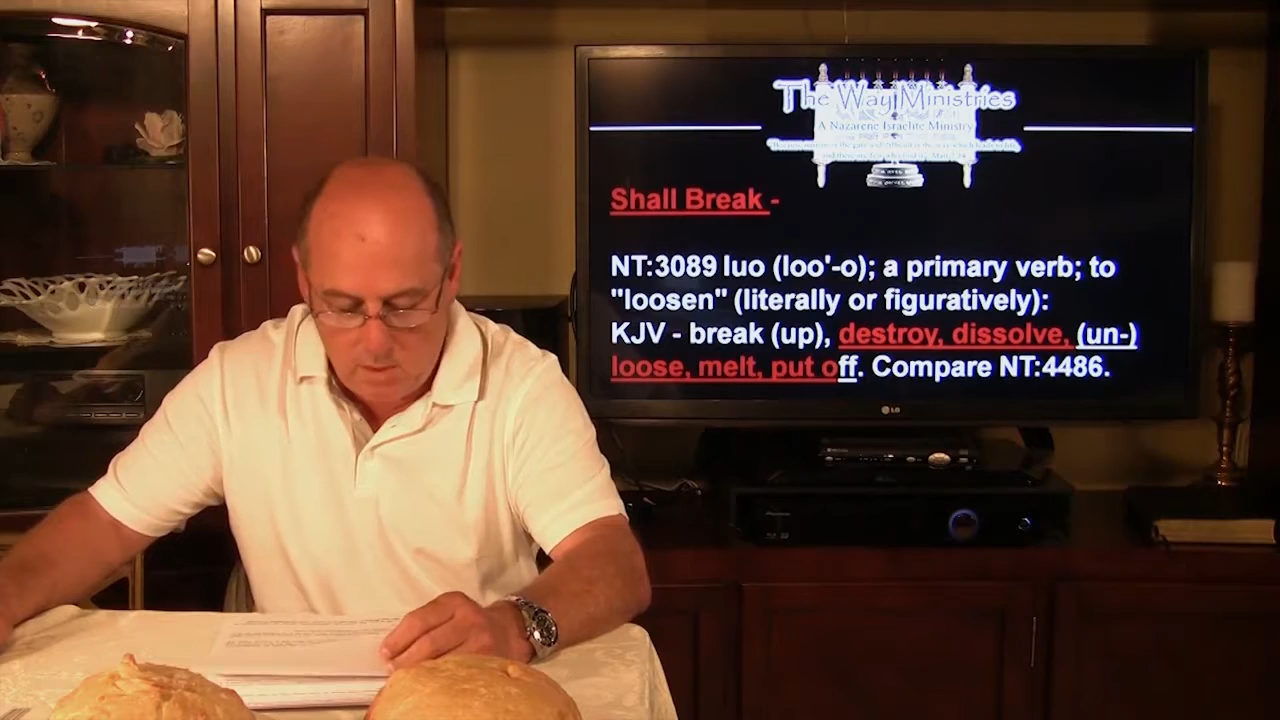 The Way Ministries
A Nazarene Israelite Ministry
Shall Break -
NT:3089 luo (loo'-o); a primary verb; to
"loosen" (literally or figuratively):
KJV - break (up), destroy, dissolve, (un-)
loose, melt, put off. Compare NT:4486.
LG
Pioneer